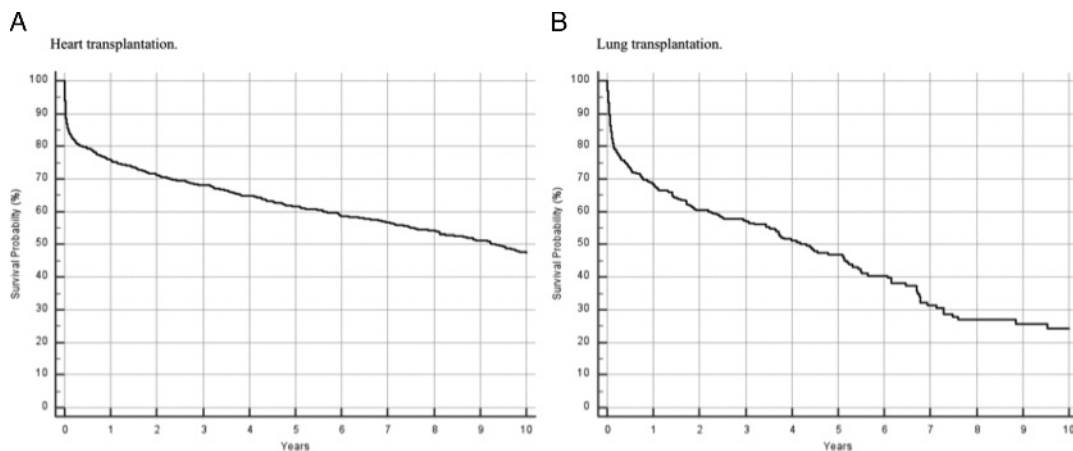 A
Heart transplantation.
100
90
80
70
60
50
40
30
20
10
0
Survival Probability (%)
0 1 2 3 4 5 6 7 8 9 10
Years
B
Lung transplantation.
100
90
80
70
60
50
40
30
20
10
0
Survival Probability (%)
0 1 2 3 4 5 6 7 8 9 10
Years